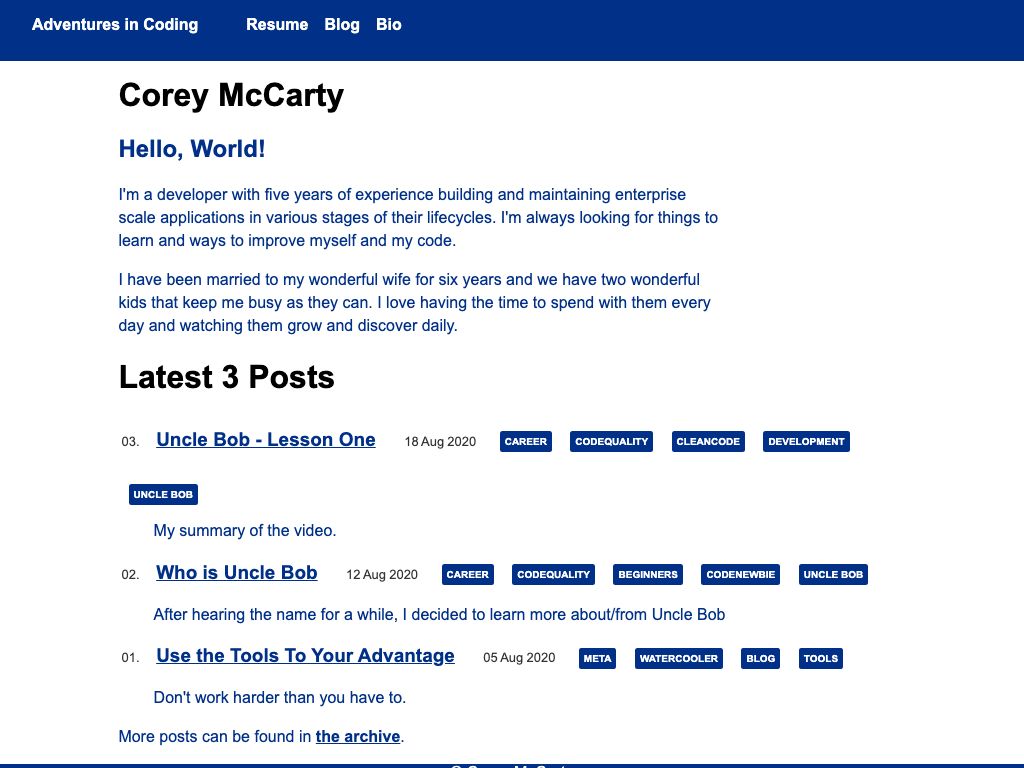 Adventures in Coding Resume Blog Bio
Corey McCarty
Hello, World!
I'm a developer with five years of experience building and maintaining enterprise
scale applications in various stages of their lifecycles. I'm always looking for things to
learn and ways to improve myself and my code.
I have been married to my wonderful wife for six years and we have two wonderful
kids that keep me busy as they can. I love having the time to spend with them every
day and watching them grow and discover daily.
Latest 3 Posts
03. Uncle Bob - Lesson One 18 Aug 2020 CAREER CODEQUALITY CLEANCODE DEVELOPMENT
UNCLE BOB
My summary of the video.
02. Who is Uncle Bob 12 Aug 2020 CAREER CODEQUALITY BEGINNERS CODENEWBIE UNCLE BOB
After hearing the name for a while, I decided to learn more about/from Uncle Bob
01. Use the Tools To Your Advantage 05 Aug 2020 META WATERCOOLER BLOG TOOLS
Don't work harder than you have to.
More posts can be found in the archive.